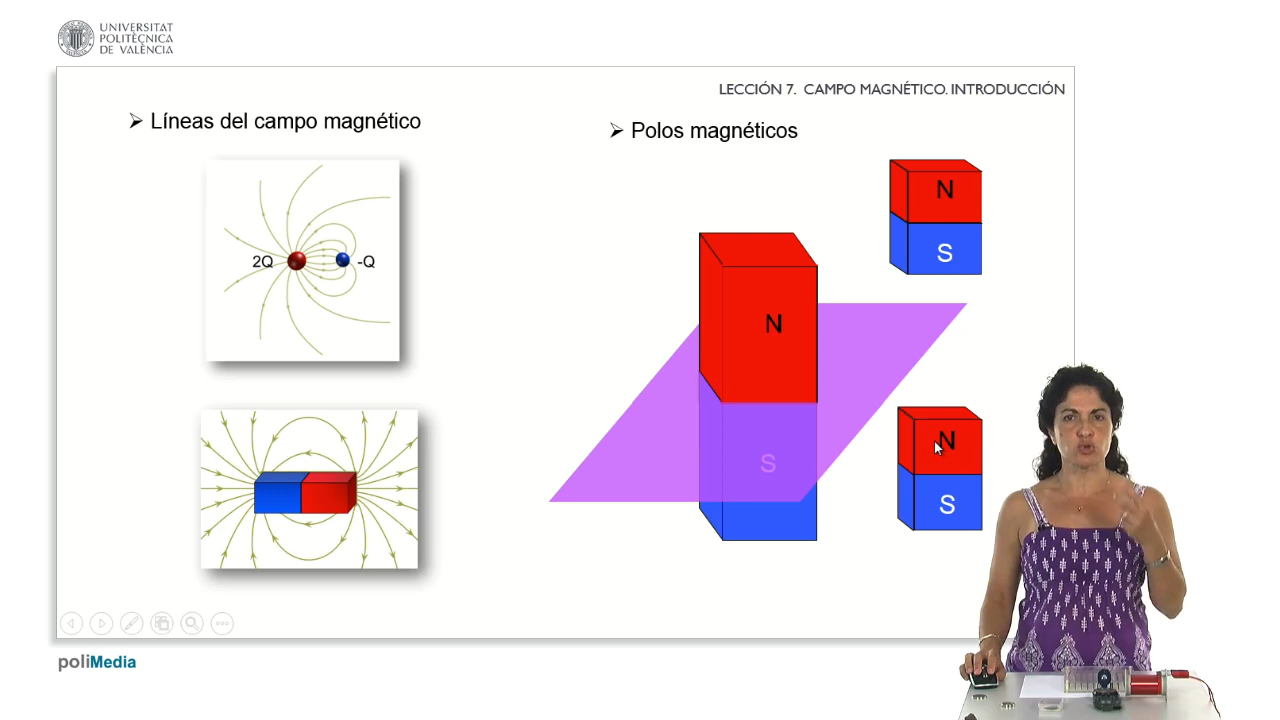 UNIVERSITAT
POLITÈCNICA
DE VALÈNCIA
LECCIÓN 7. CAMPO MAGNÉTICO. INTRODUCCIÓN
Líneas del campo magnético
2Q
-Q
Polos magnéticos
N
S
N
S
N
S
poliMedia